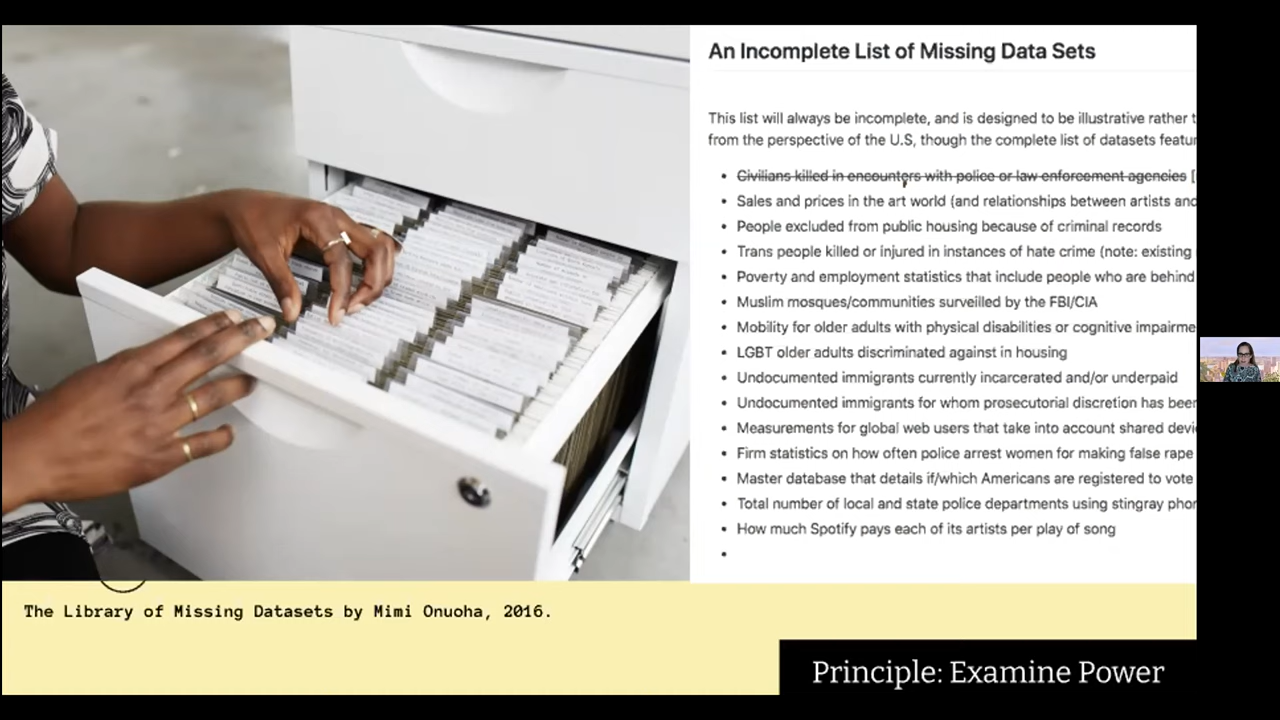 An Incomplete List of Missing Data Sets
This list will always be incomplete, and is designed to be illustrative rather t
from the perspective of the U.S, though the complete list of datasets featur
• Civilians killed in encounters with police or law enforcement agencies [
• Sales and prices in the art world (and relationships between artists and
• People excluded from public housing because of criminal records
• Trans people killed or injured in instances of hate crime (note: existing
• Poverty and employment statistics that include people who are behind
• Muslim mosques/communities surveilled by the FBI/CIA
• Mobility for older adults with physical disabilities or cognitive impairme
• LGBT older adults discriminated against in housing
• Undocumented immigrants currently incarcerated and/or underpaid
• Undocumented immigrants for whom prosecutorial discretion has been
• Measurements for global web users that take into account shared devi
• Firm statistics on how often police arrest women for making false rape
• Master database that details if/which Americans are registered to vote
• Total number of local and state police departments using stingray phon
• How much Spotify pays each of its artists per play of song
•
The Library of Missing Datasets by Mimi Onuoha, 2016.
Principle: Examine Power